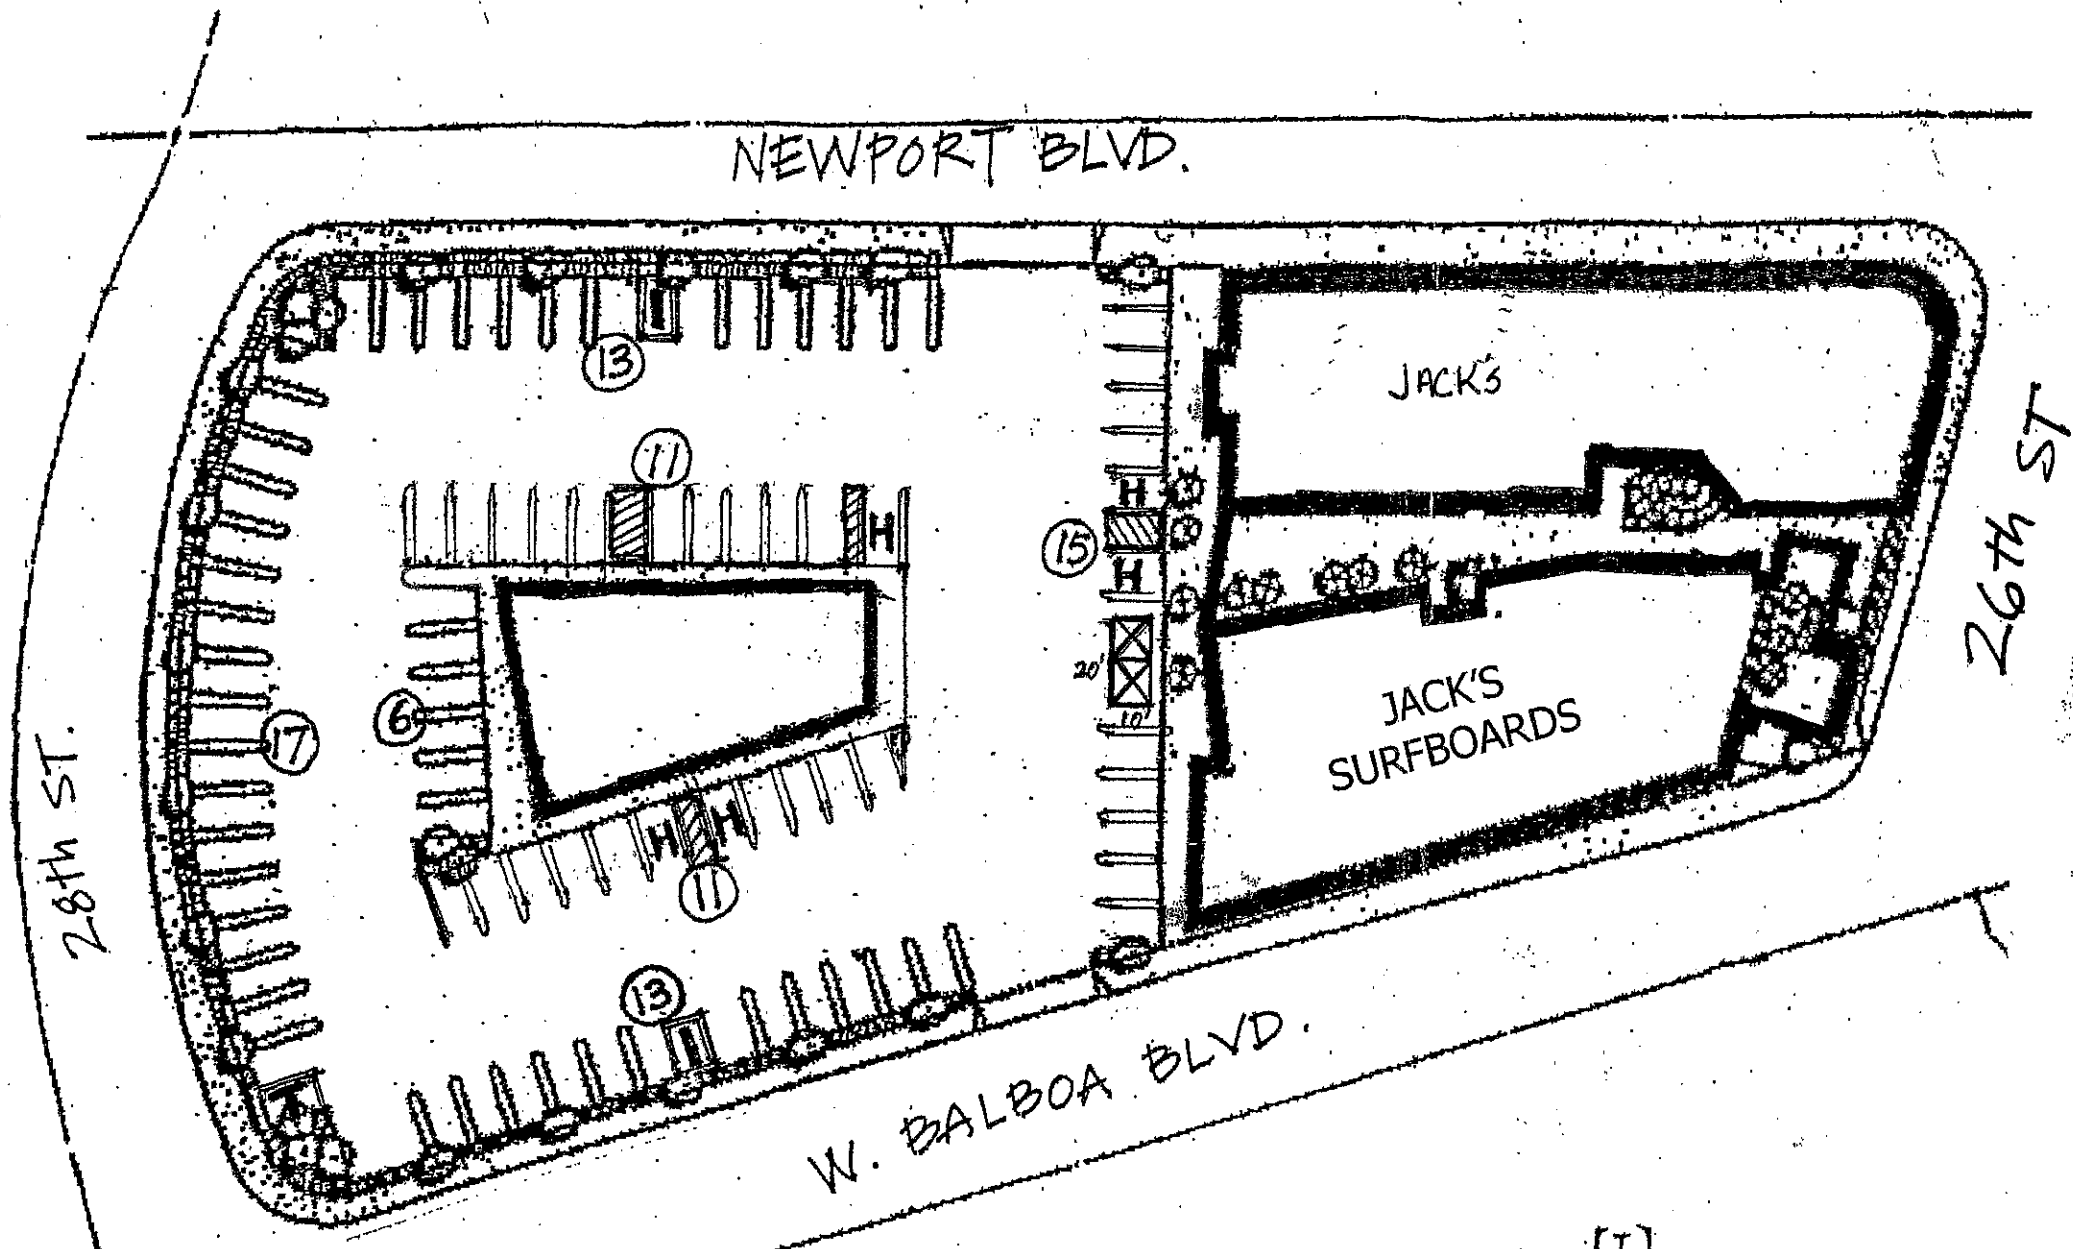 NEWPORT BLVD.
13
JACK'S
11
H
H
15
H
26th ST
20'
10'
6
17
JACK'S
SURFBOARDS
28th ST.
H
H
11
13
W. BALBOA BLVD.